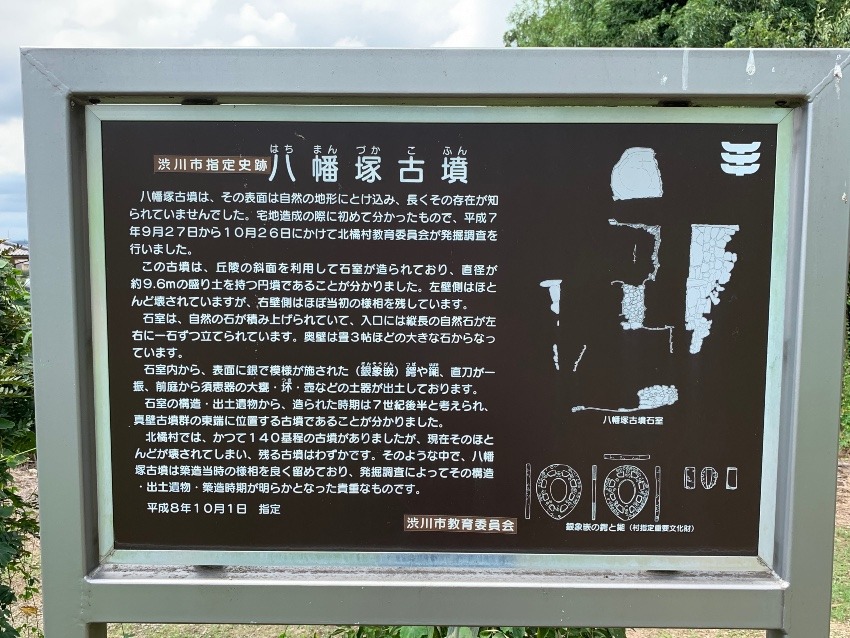 渋川市指定史跡
はち まん づか こ ふん
八幡塚古墳
八幡塚古墳は、その表面は自然の地形にとけ込み、長くその存在が知
られていませんでした。宅地造成の際に初めて分かったもので、平成7
年9月27日から10月26日にかけて北橘村教育委員会が発掘調査を
行いました。
この古墳は、丘陵の斜面を利用して石室が造られており、直径が
約9.6mの盛り土を持つ円墳であることが分かりました。左壁側はほと
んど壊されていますが、右壁側はほぼ当初の様相を残しています。
石室は、自然の石が積み上げられていて、入口には縦長の自然石が左
右に一石ずつ立てられています。奥壁は畳3帖ほどの大きな石からなっ
ています。
ぎんぞうがん つば はばき
石室内から、表面に銀で模様が施された（銀象嵌）鍔や鎺、直刀が一
つき
振、前庭から須恵器の大甕・坏・壺などの土器が出土しております。
石室の構造・出土遺物から、造られた時期は7世紀後半と考えられ、
真壁古墳群の東端に位置する古墳であることが分かりました。
北橘村では、かつて140基程の古墳がありましたが、現在そのほと
んどが壊されてしまい、残る古墳はわずかです。そのような中で、八幡
塚古墳は築造当時の様相を良く留めており、発掘調査によってその構造
・出土遺物・築造時期が明らかとなった貴重なものです。
平成8年10月1日 指定
渋川市教育委員会
八幡塚古墳石室
銀象嵌の鍔と鎺（村指定重要文化財）